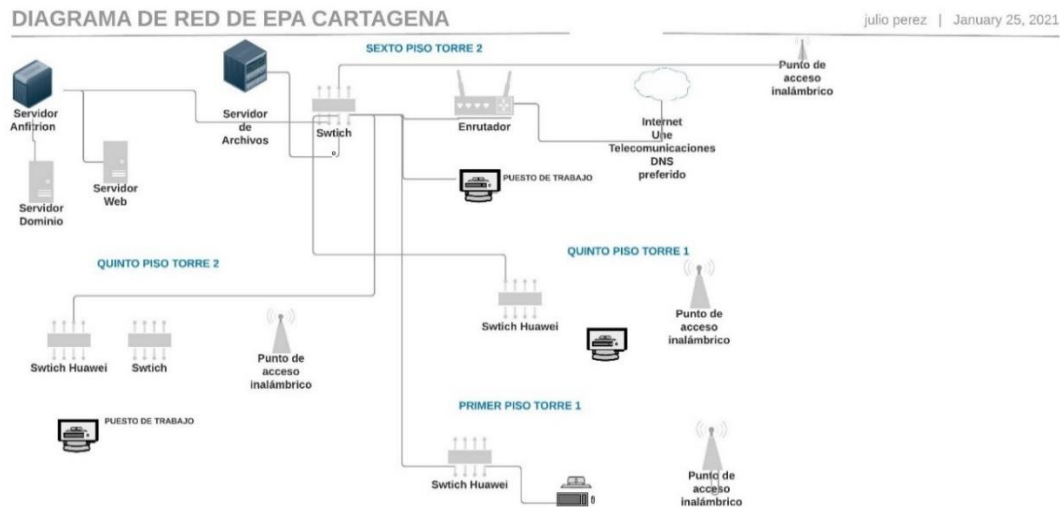 DIAGRAMA DE RED DE EPA CARTAGENA
julio perez | January 25, 2021
SEXTO PISO TORRE 2
Servidor
Anfitrion
Servidor
de
Archivos
Swtich
Enrutador
Internet
Une
Telecomunicaciones
DNS
preferido
Punto de
acceso
inalámbrico
Servidor
Dominio
Servidor
Web
PUESTO DE TRABAJO
QUINTO PISO TORRE 2
QUINTO PISO TORRE 1
Swtich Huawei
Swtich
Punto de
acceso
inalámbrico
Swtich Huawei
Punto de
acceso
inalámbrico
PUESTO DE TRABAJO
PRIMER PISO TORRE 1
Swtich Huawei
Punto de
acceso
inalámbrico